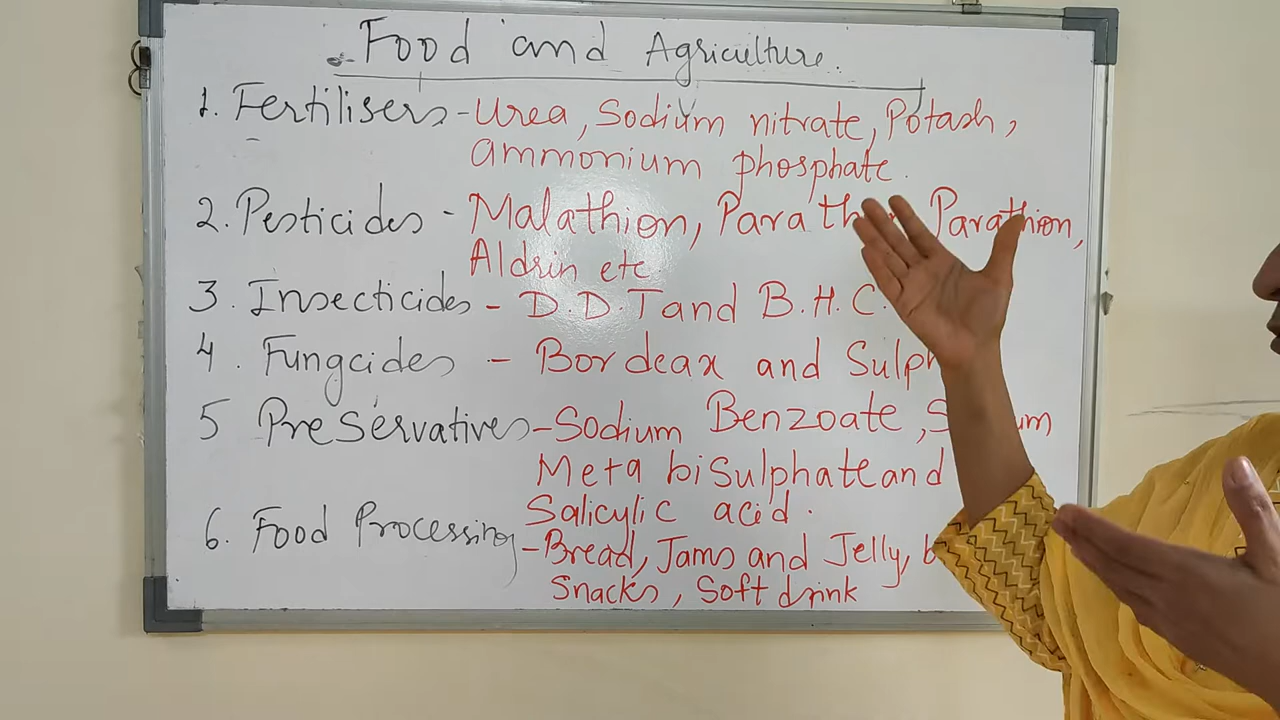 Food and Agriculture.
1. Fertilisers - Urea, Sodium nitrate, Potash,
ammonium phosphate.
2. Pesticides - Malathion, Parathion, Parathion,
Aldrin etc.
3. Insecticides - D.D.T and B.H.C.
4. Fungcides - Bordeax and
5 Preservatives - Sodium Benzoate,
Meta bisulphate and
Salicylic acid.
6. Food Processing - Bread, Jams and Jelly,
Snacks, Soft drink